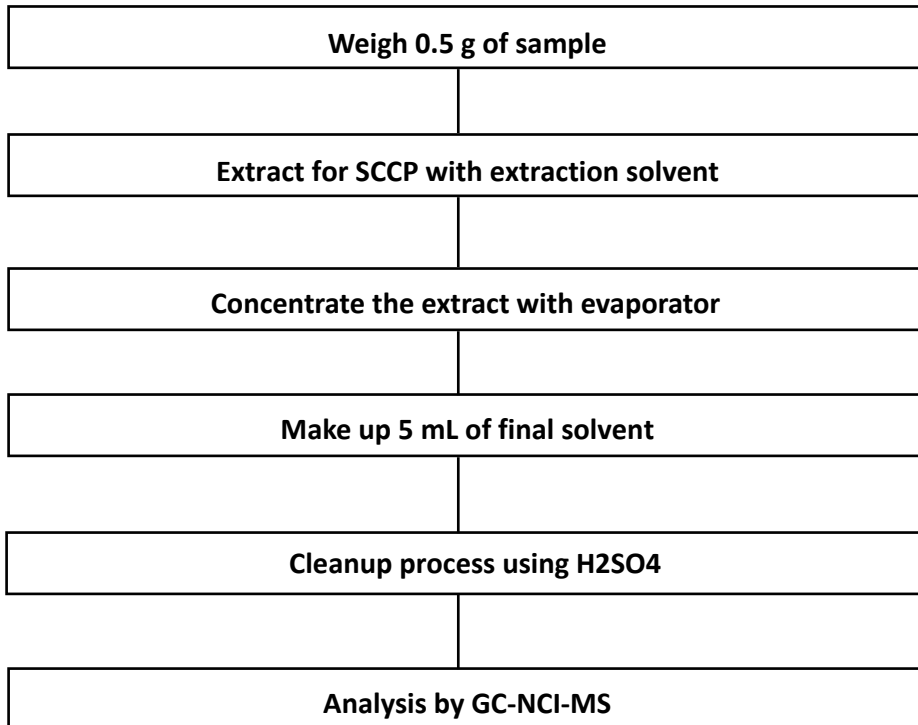 Weigh 0.5 g of sample
Extract for SCCP with extraction solvent
Concentrate the extract with evaporator
Make up 5 mL of final solvent
Cleanup process using H2SO4
Analysis by GC-NCI-MS